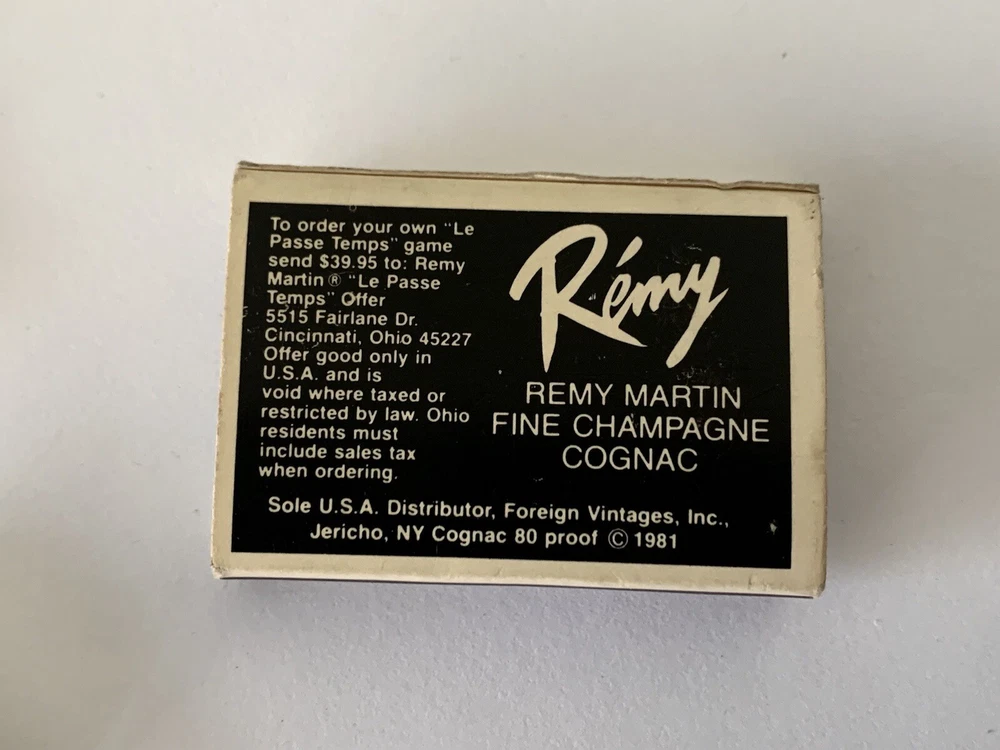 To order your own "Le
Passe Temps" game
send $39.95 to: Remy
Martin® "Le Passe
Temps" Offer
5515 Fairlane Dr.
Cincinnati, Ohio 45227
Offer good only in
U.S.A. and is
void where taxed or
restricted by law. Ohio
residents must
include sales tax
when ordering.
Rémy
REMY MARTIN
FINE CHAMPAGNE
COGNAC
Sole U.S.A. Distributor, Foreign Vintages, Inc.,
Jericho, NY Cognac 80 proof © 1981